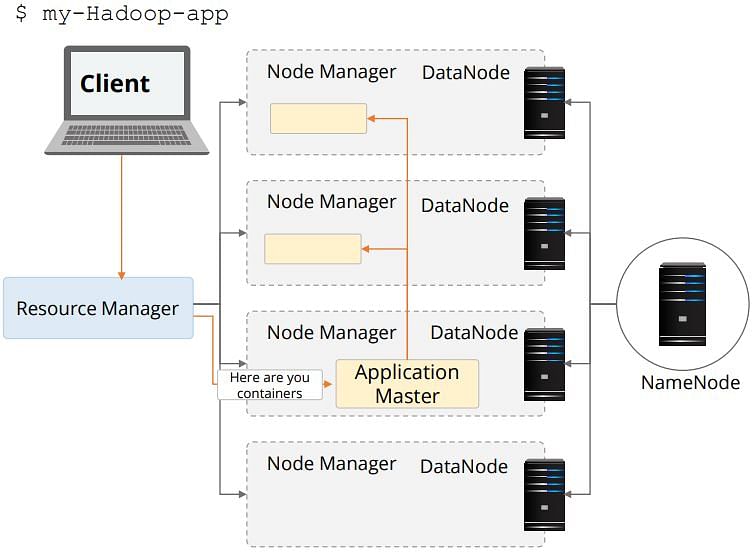 $ my-Hadoop-app
Client
Node Manager DataNode
Node Manager DataNode
Resource Manager
Node Manager DataNode
Here are you
containers
Application
Master
NameNode
Node Manager DataNode